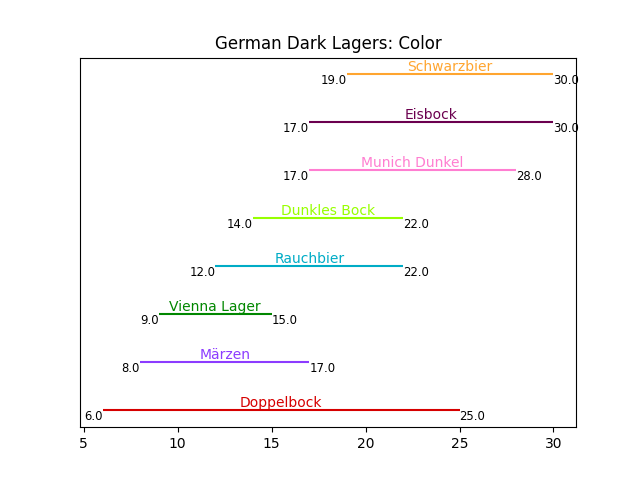 German Dark Lagers: Color
Schwarzbier
19.0 30.0
Eisbock
17.0 30.0
Munich Dunkel
17.0 28.0
Dunkles Bock
14.0 22.0
Rauchbier
12.0 22.0
Vienna Lager
9.0 15.0
Märzen
8.0 17.0
Doppelbock
6.0 25.0
5 10 15 20 25 30